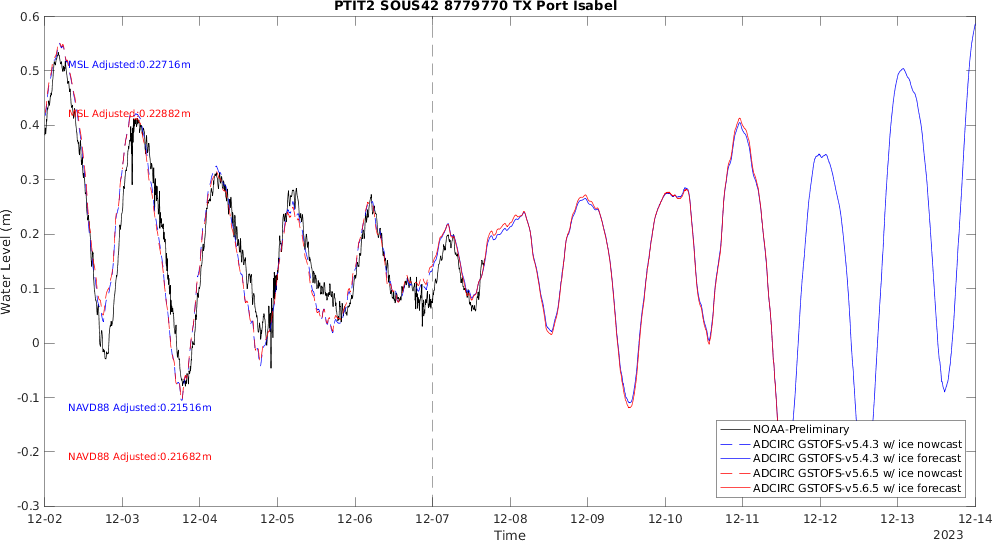 PTIT2 SOUS42 8779770 TX Port Isabel
0.6
0.5
0.4
0.3
0.2
0.1
0
-0.1
-0.2
-0.3
Water Level (m)
MSL Adjusted:0.22716m
MSL Adjusted:0.22882m
NAVD88 Adjusted:0.21516m
NAVD88 Adjusted:0.21682m
NOAA-Preliminary
ADCIRC GSTOFS-v5.4.3 w/ ice nowcast
ADCIRC GSTOFS-v5.4.3 w/ ice forecast
ADCIRC GSTOFS-v5.6.5 w/ ice nowcast
ADCIRC GSTOFS-v5.6.5 w/ ice forecast
12-02 12-03 12-04 12-05 12-06 12-07 12-08 12-09 12-10 12-11 12-12 12-13 12-14
Time
2023